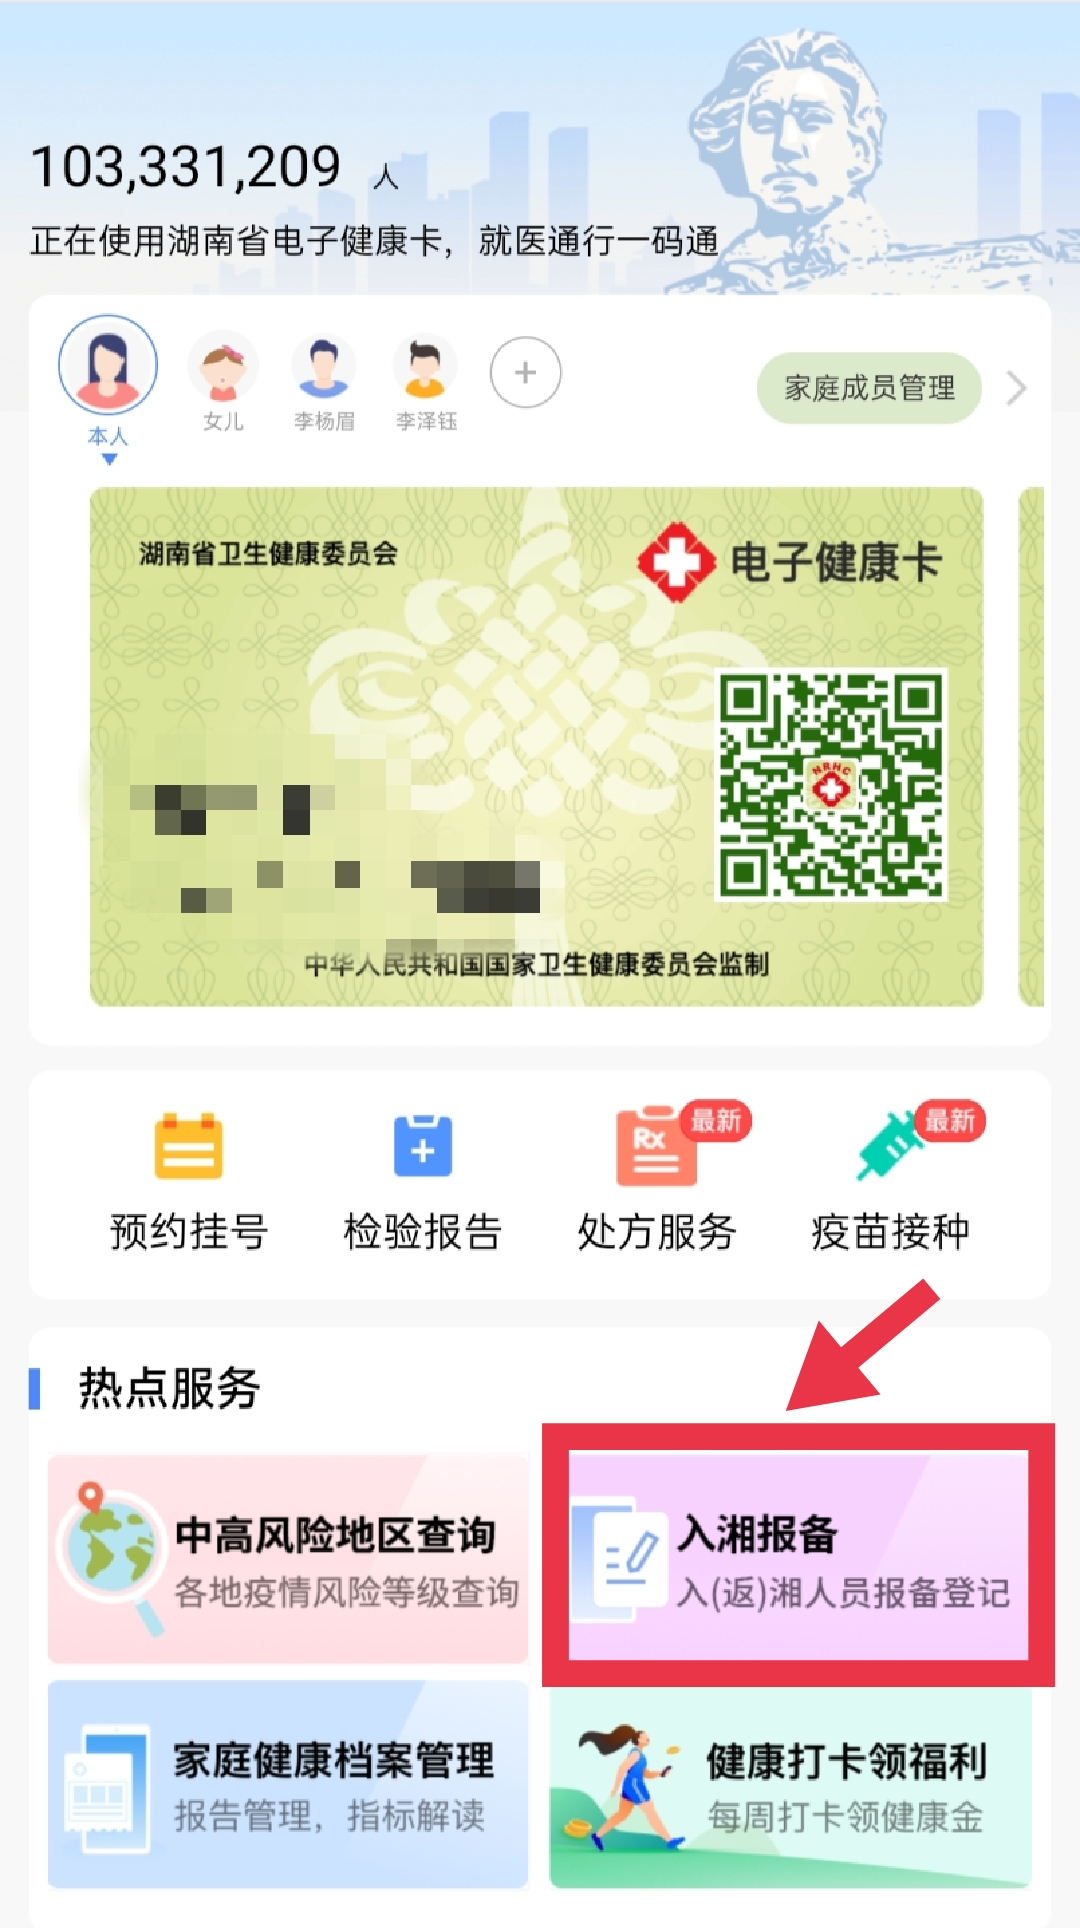 103,331,209 人
正在使用湖南省电子健康卡，就医通行一码通
本人
女儿
李杨眉
李泽钰
家庭成员管理
湖南省卫生健康委员会
电子健康卡
NRHC
中华人民共和国国家卫生健康委员会监制
最新
最新
Rx
预约挂号
检验报告
处方服务
疫苗接种
热点服务
中高风险地区查询
各地疫情风险等级查询
入湘报备
入(返)湘人员报备登记
家庭健康档案管理
报告管理，指标解读
健康打卡领福利
每周打卡领健康金